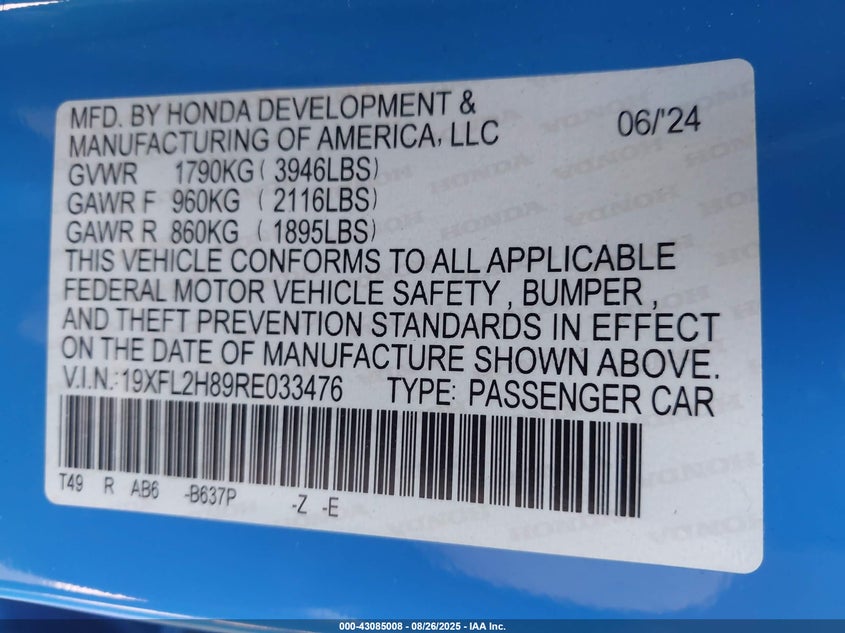 MFD. BY HONDA DEVELOPMENT &
MANUFACTURING OF AMERICA, LLC 06/'24
GVWR 1790KG ( 3946LBS)
GAWR F 960KG ( 2116LBS)
GAWR R 860KG ( 1895LBS)
THIS VEHICLE CONFORMS TO ALL APPLICABLE
FEDERAL MOTOR VEHICLE SAFETY , BUMPER ,
AND THEFT PREVENTION STANDARDS IN EFFECT
ON THE DATE OF MANUFACTURE SHOWN ABOVE.
V.I.N.:19XFL2H89RE033476 TYPE: PASSENGER CAR
T49 R AB6 -B637P -Z -E
000-43085008 - 08/26/2025 - IAA Inc.